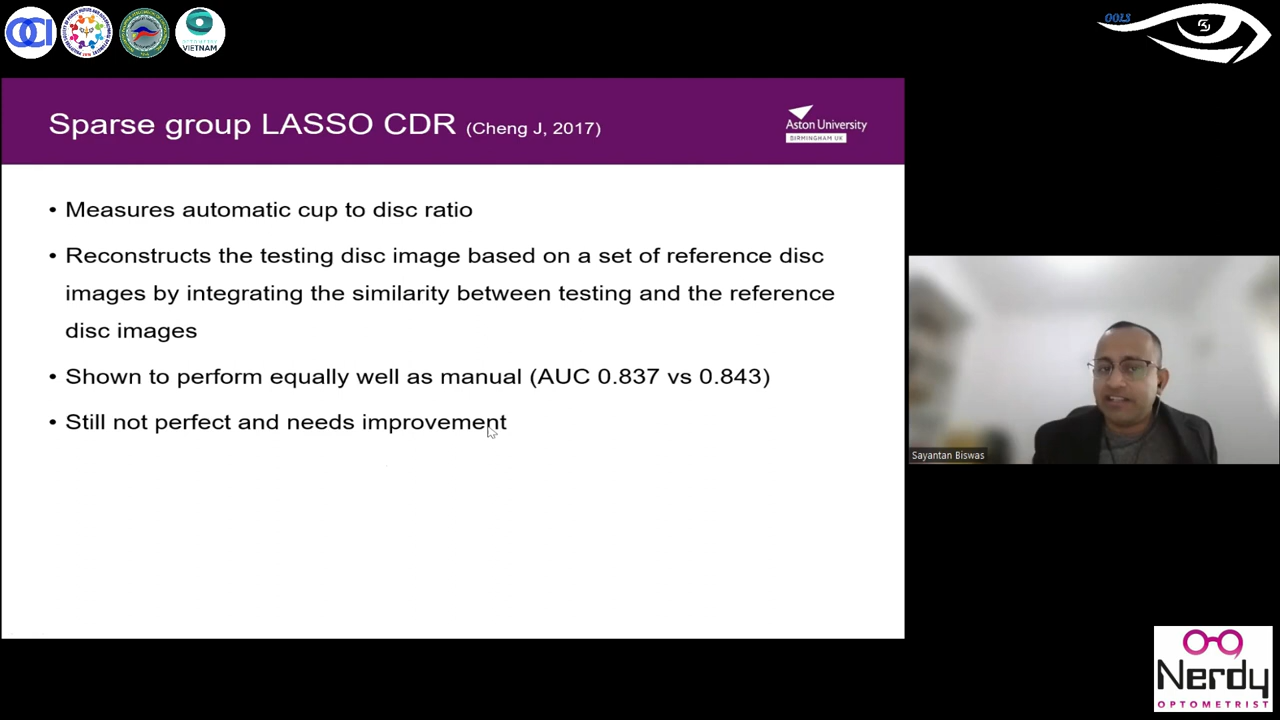 OCI
VIETNAM
OOLS
Sparse group LASSO CDR (Cheng J, 2017)
Aston University
BIRMINGHAM UK
• Measures automatic cup to disc ratio
• Reconstructs the testing disc image based on a set of reference disc
images by integrating the similarity between testing and the reference
disc images
• Shown to perform equally well as manual (AUC 0.837 vs 0.843)
• Still not perfect and needs improvement
Sayantan Biswas
Nerdy
OPTOMETRIST